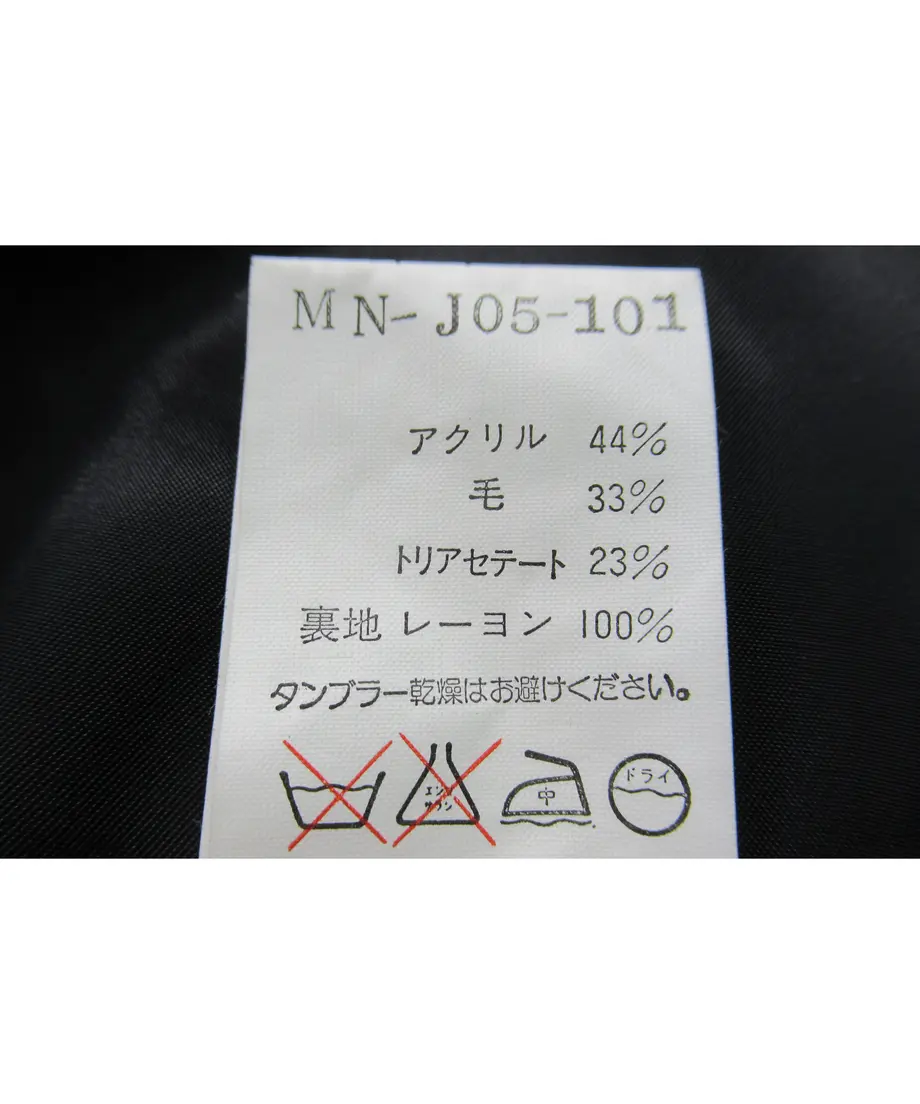 MN-J05-101
アクリル 44%
毛 33%
トリアセテート 23%
裏地 レーヨン 100%
タンブラー乾燥はお避けください。
エンソ
サラシ
中
ドライ